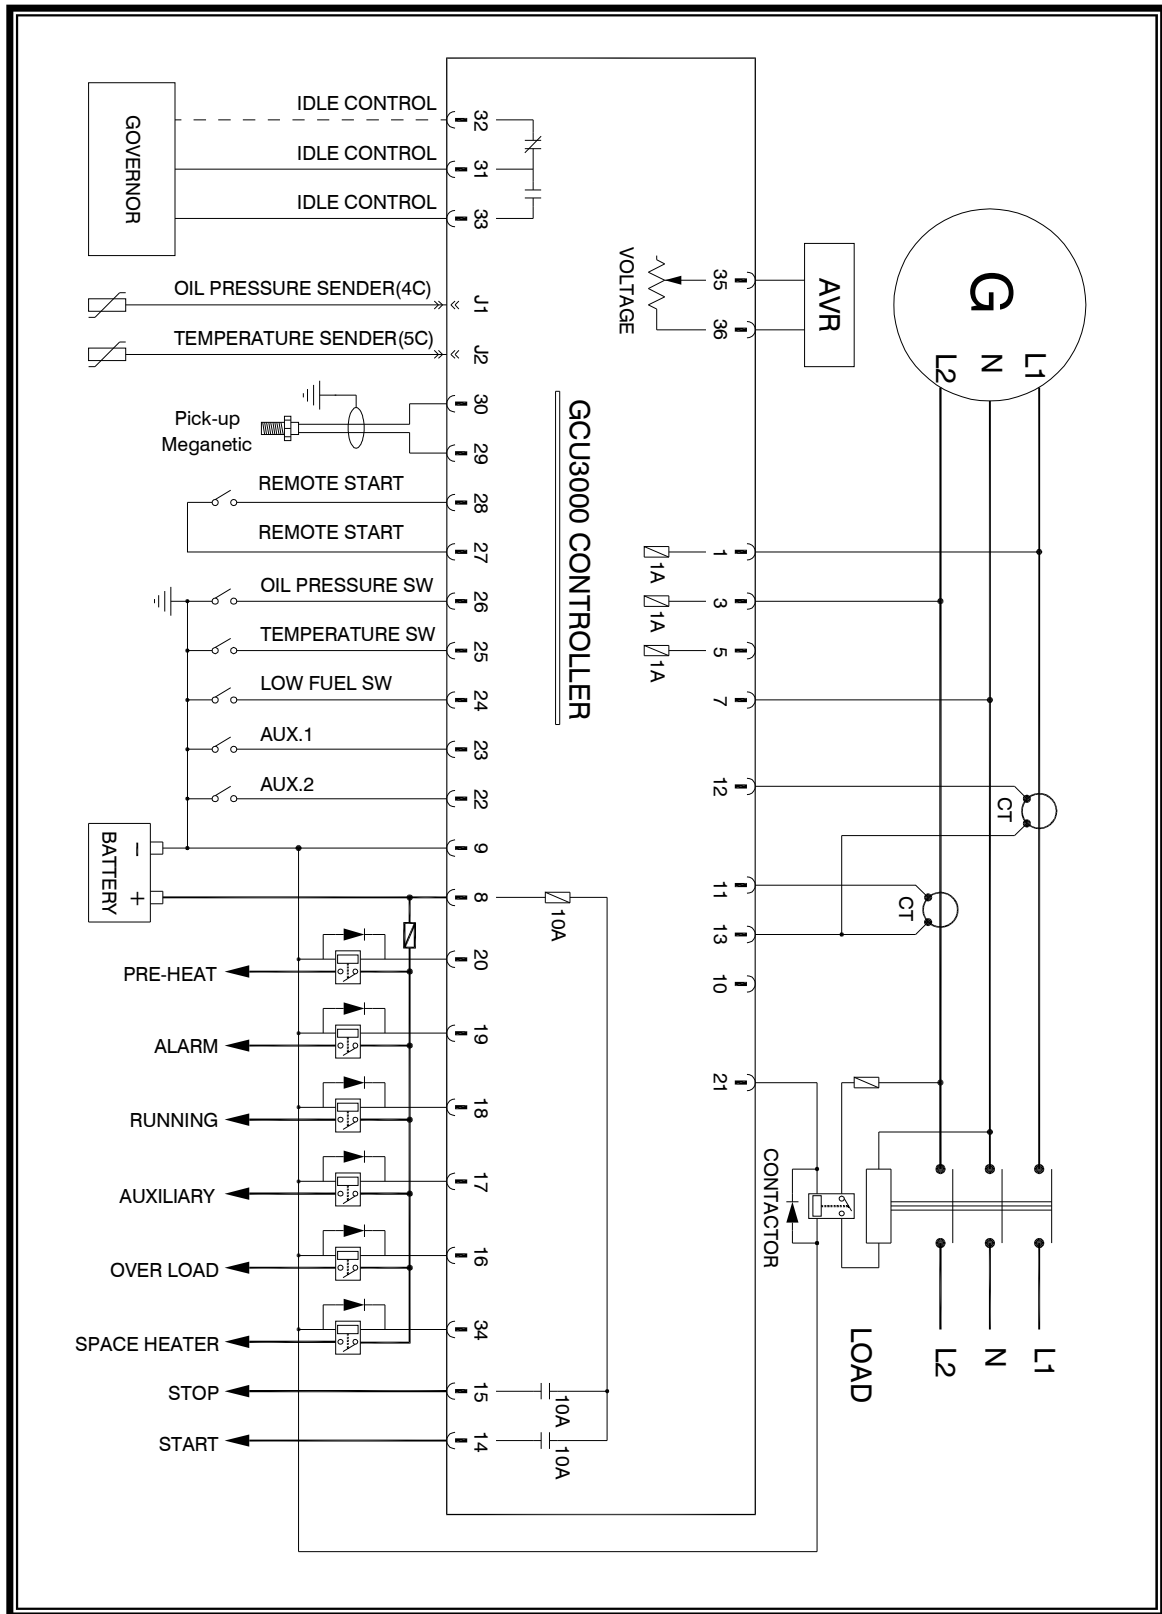 IDLE CONTROL
32
IDLE CONTROL
31
IDLE CONTROL
33
GOVERNOR
OIL PRESSURE SENDER(4C)
J1
TEMPERATURE SENDER(5C)
J2
30
Pick-up
Meganetic
29
REMOTE START
28
REMOTE START
27
OIL PRESSURE SW
26
TEMPERATURE SW
25
LOW FUEL SW
24
AUX.1
23
AUX.2
22
9
8
10A
BATTERY
-
+
20
PRE-HEAT
19
ALARM
18
RUNNING
17
AUXILIARY
16
OVER LOAD
34
SPACE HEATER
15
STOP
10A
14
START
10A
GCU3000 CONTROLLER
VOLTAGE
35
36
AVR
G
L1
N
L2
1
1A
3
1A
5
1A
7
12
CT
11
CT
13
10
21
CONTACTOR
LOAD
L1
N
L2